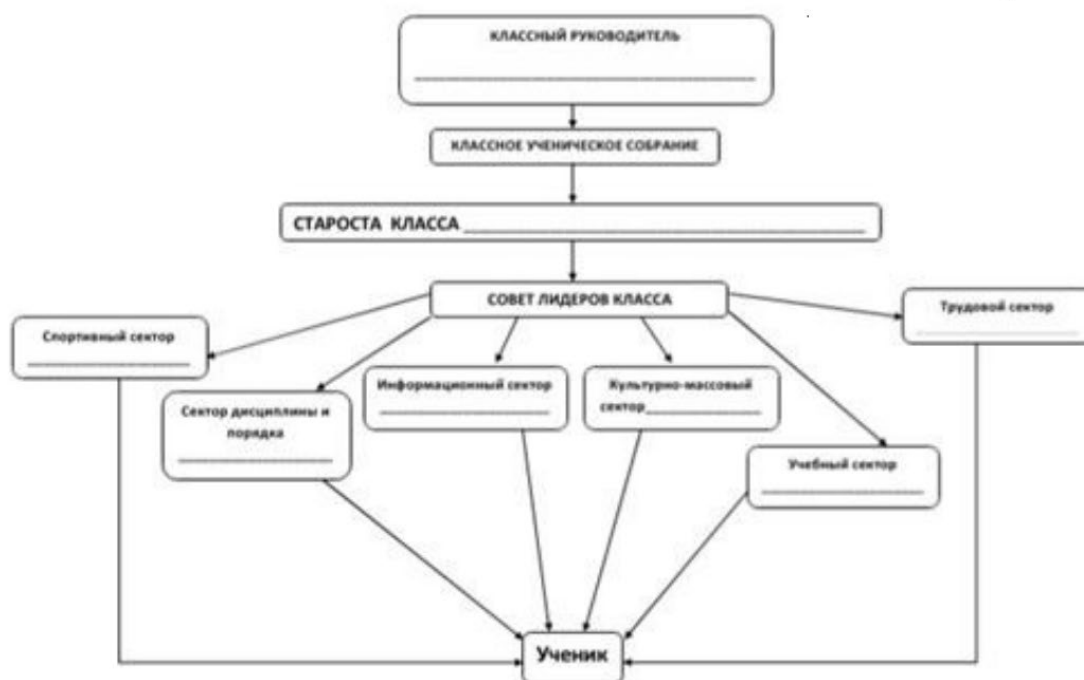 КЛАССНЫЙ РУКОВОДИТЕЛЬ
КЛАССНОЕ УЧЕНИЧЕСКОЕ СОБРАНИЕ
СТАРОСТА КЛАССА
СОВЕТ ЛИДЕРОВ КЛАССА
Трудовой сектор
Спортивный сектор
Информационный сектор
Культурно-массовый
сектор
Сектор дисциплины и
порядка
Учебный сектор
Ученик